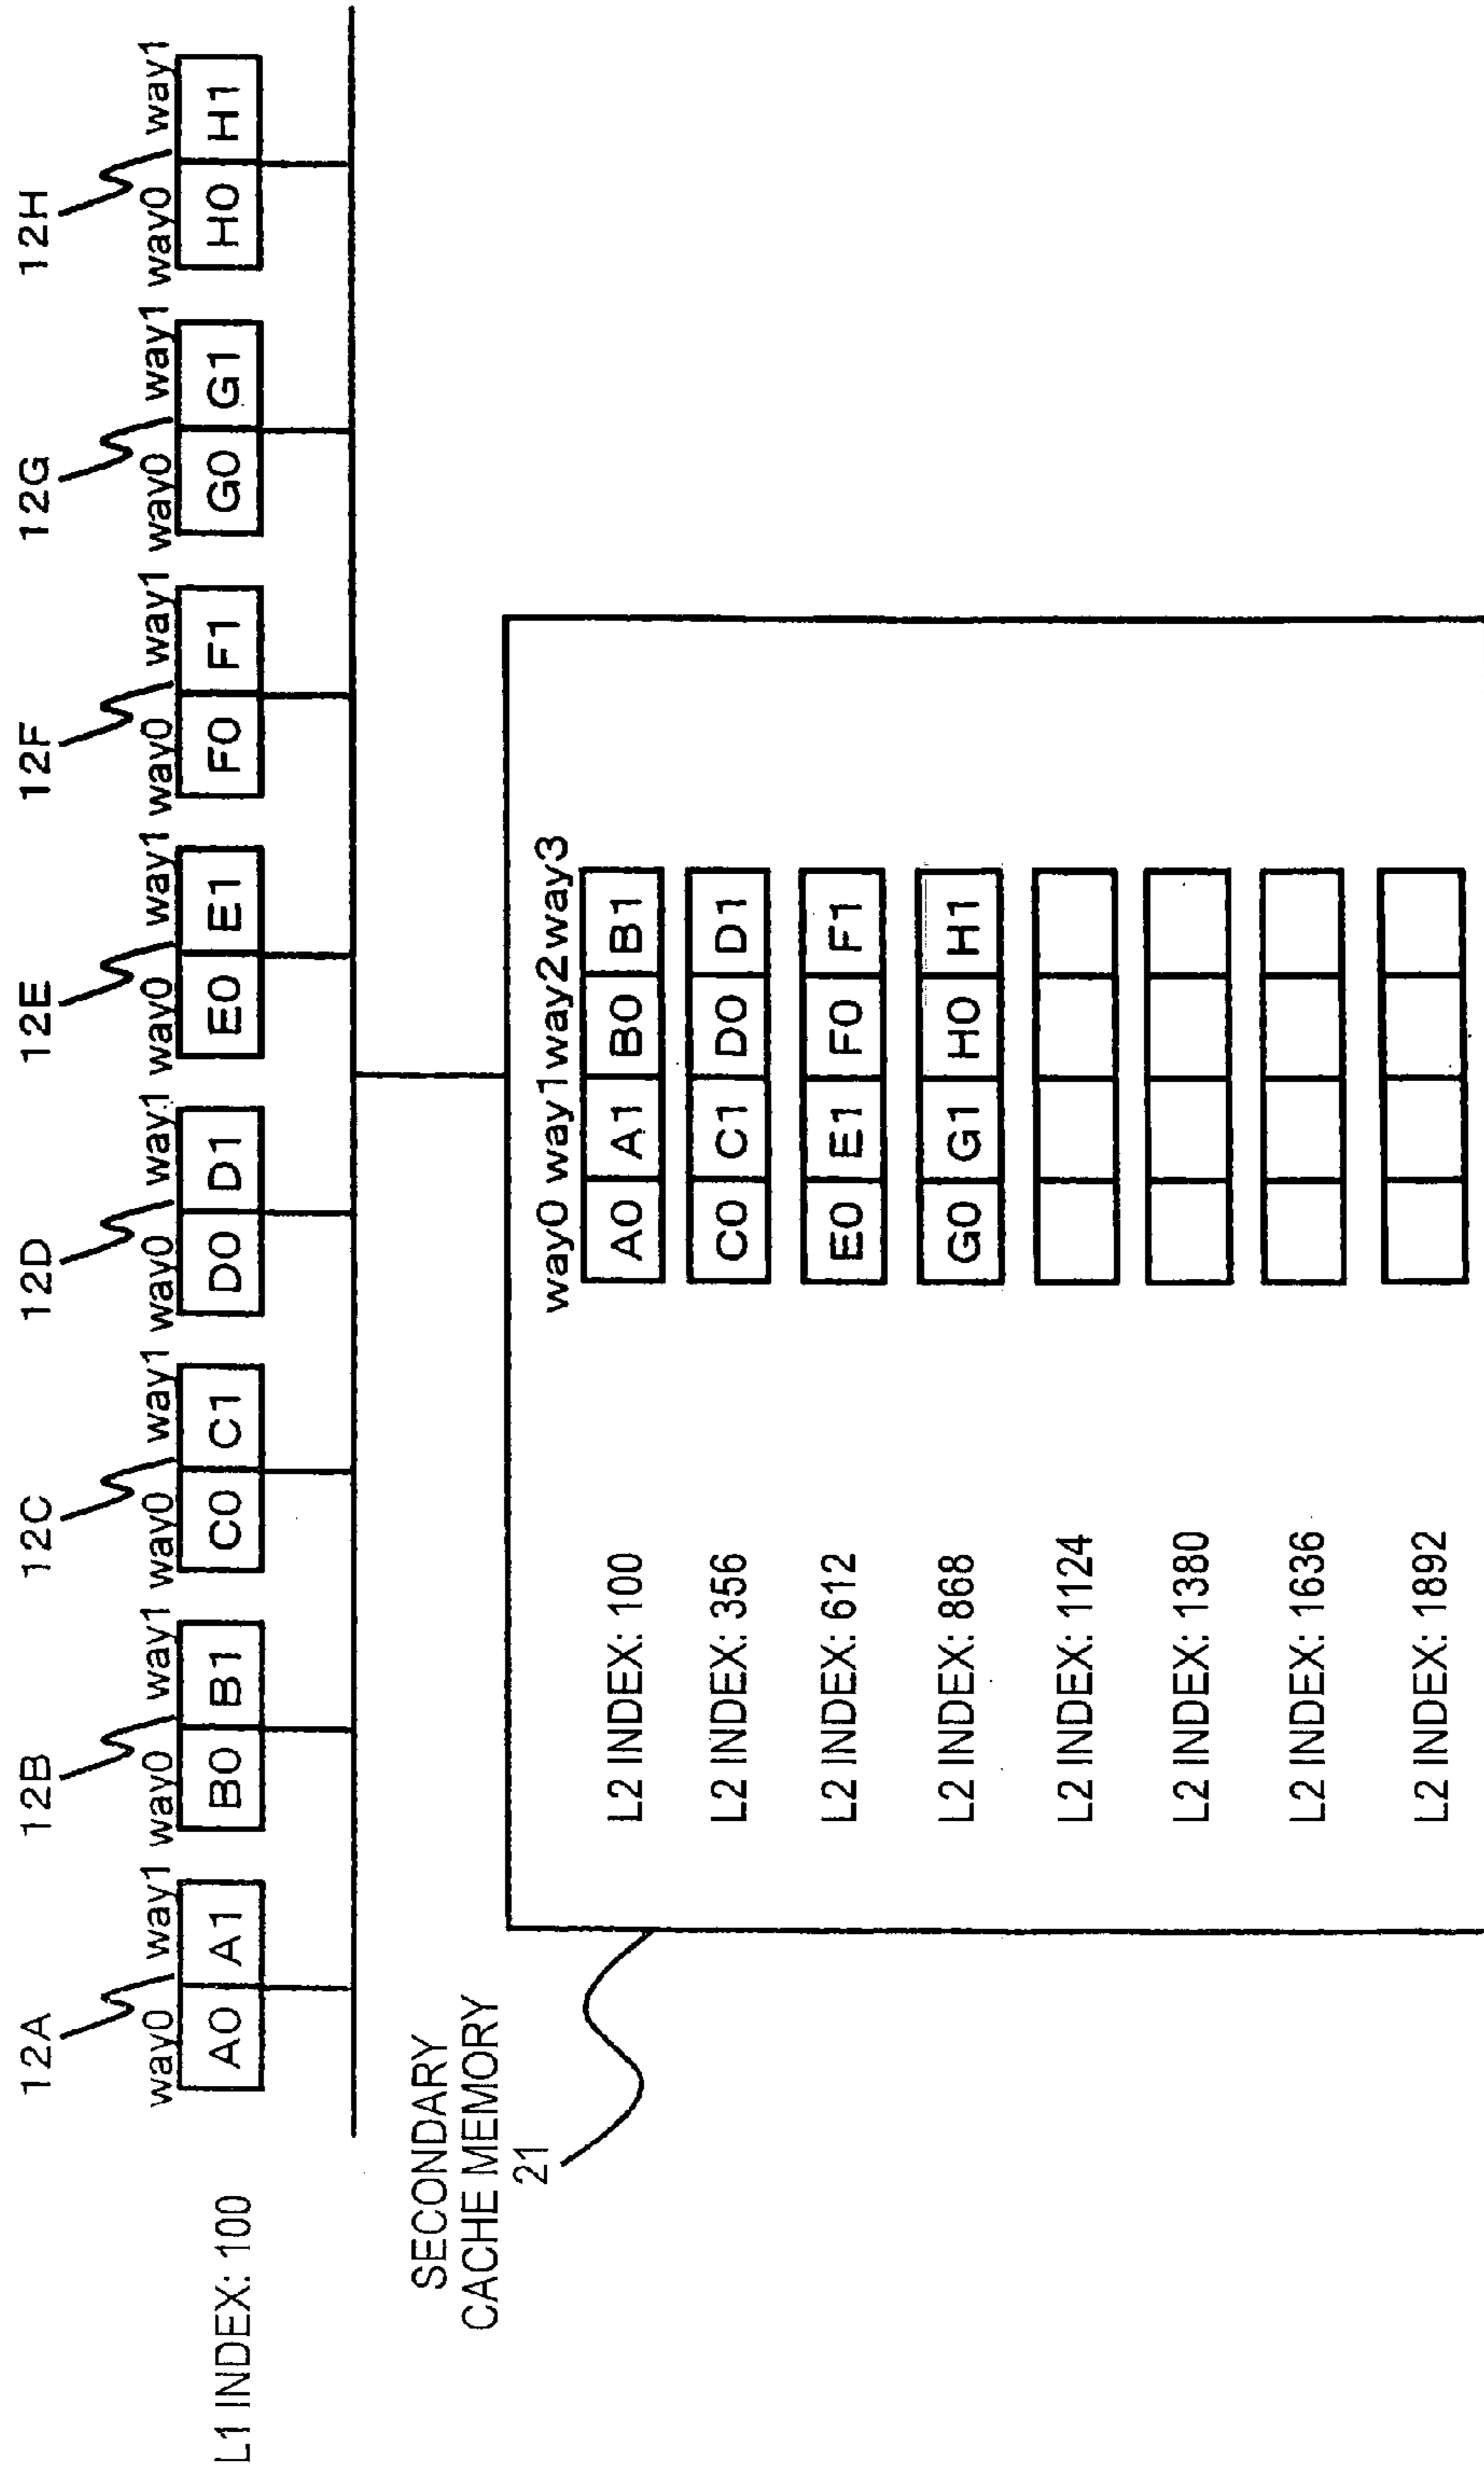 12A 12B 12C 12D 12E 12F 12G 12H
way0 way1 way0 way1 way0 way1 way0 way1 way0 way1 way0 way1 way0 way1 way0 way1
L1 INDEX: 100 A0 A1 B0 B1 C0 C1 D0 D1 E0 E1 F0 F1 G0 G1 H0 H1
SECONDARY
CACHE MEMORY
21
way0 way1 way2 way3
L2 INDEX: 100 A0 A1 B0 B1
L2 INDEX: 356 C0 C1 D0 D1
L2 INDEX: 612 E0 E1 F0 F1
L2 INDEX: 868 G0 G1 H0 H1
L2 INDEX: 1124
L2 INDEX: 1380
L2 INDEX: 1636
L2 INDEX: 1892